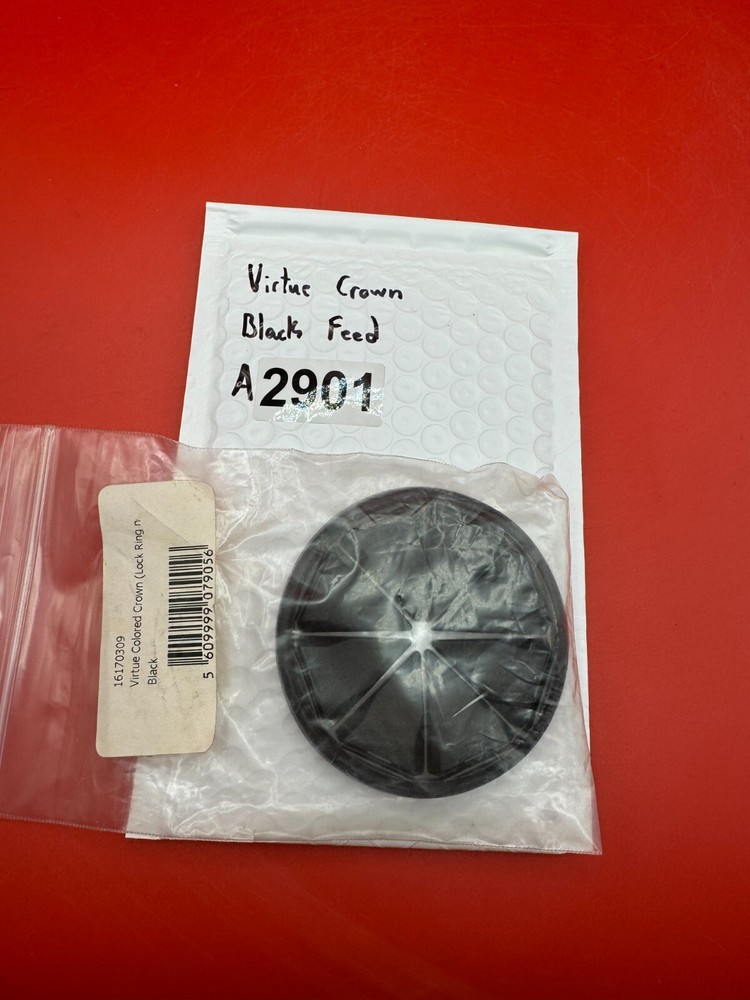 Virtue Crown
Black Feed
A2901
16170309
Virtue Colored Crown (Lock Ring n
Black
5 609999 079056